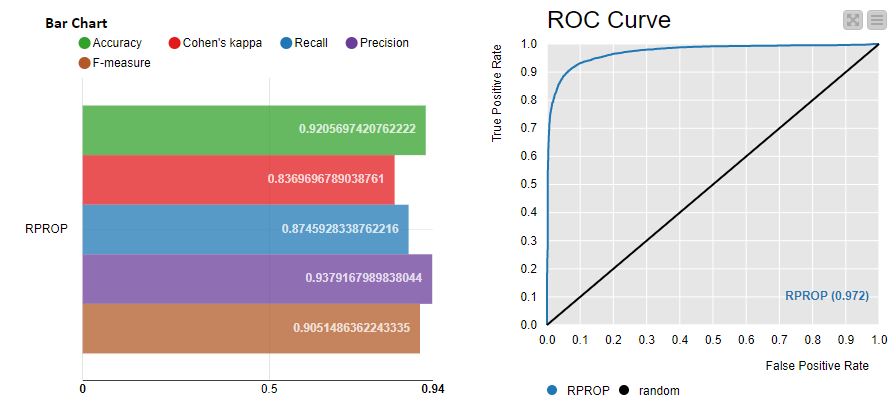 Bar Chart
Accuracy Cohen's kappa Recall Precision
F-measure
0.9205697420762222
0.8369696789038761
RPROP
0.8745928338762216
0.9379167989838044
0.9051486362243335
0 0.5 0.94
ROC Curve
True Positive Rate
1.0
0.9
0.8
0.7
0.6
0.5
0.4
0.3
0.2
0.1
0.0
RPROP (0.972)
0.0 0.1 0.2 0.3 0.4 0.5 0.6 0.7 0.8 0.9 1.0
False Positive Rate
RPROP random